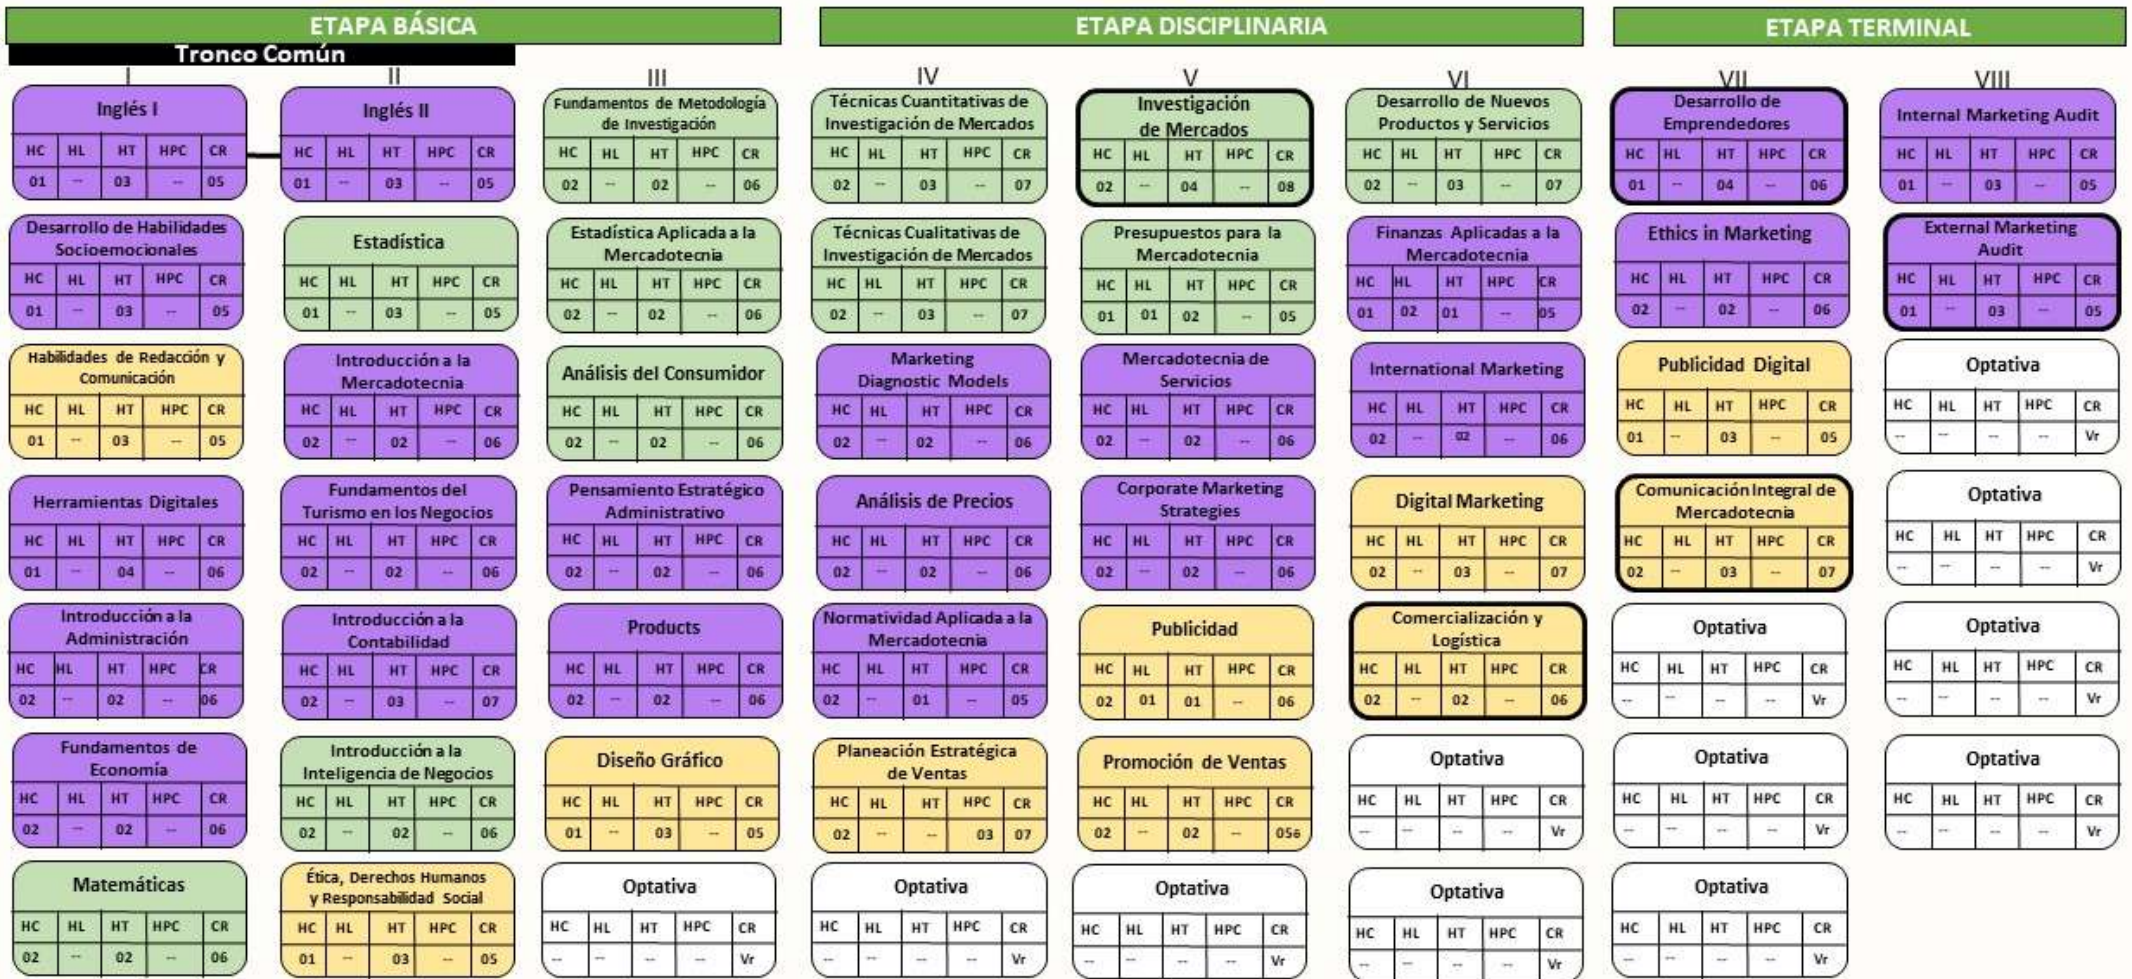 ETAPA BÁSICA
ETAPA DISCIPLINARIA
ETAPA TERMINAL
Tronco Común
I
II
III
IV
V
VI
VII
VIII
Inglés I
HC HL HT HPC CR
01 -- 03 -- 05
Inglés II
HC HL HT HPC CR
01 -- 03 -- 05
Fundamentos de Metodología
de Investigación
HC HL HT HPC CR
02 -- 02 -- 06
Técnicas Cuantitativas de
Investigación de Mercados
HC HL HT HPC CR
02 -- 03 -- 07
Investigación
de Mercados
HC HL HT HPC CR
02 -- 04 -- 08
Desarrollo de Nuevos
Productos y Servicios
HC HL HT HPC CR
02 -- 03 -- 07
Desarrollo de
Emprendedores
HC HL HT HPC CR
01 -- 04 -- 06
Internal Marketing Audit
HC HL HT HPC CR
01 -- 03 -- 05
Desarrollo de Habilidades
Socioemocionales
HC HL HT HPC CR
01 -- 03 -- 05
Estadística
HC HL HT HPC CR
01 -- 03 -- 05
Estadística Aplicada a la
Mercadotecnia
HC HL HT HPC CR
02 -- 02 -- 06
Técnicas Cualitativas de
Investigación de Mercados
HC HL HT HPC CR
02 -- 03 -- 07
Presupuestos para la
Mercadotecnia
HC HL HT HPC CR
01 01 02 -- 05
Finanzas Aplicadas a la
Mercadotecnia
HC HL HT HPC CR
01 02 01 -- 05
Ethics in Marketing
HC HL HT HPC CR
02 -- 02 -- 06
External Marketing
Audit
HC HL HT HPC CR
01 -- 03 -- 05
Habilidades de Redacción y
Comunicación
HC HL HT HPC CR
01 -- 03 -- 05
Introducción a la
Mercadotecnia
HC HL HT HPC CR
02 -- 02 -- 06
Análisis del Consumidor
HC HL HT HPC CR
02 -- 02 -- 06
Marketing
Diagnostic Models
HC HL HT HPC CR
02 -- 02 -- 06
Mercadotecnia de
Servicios
HC HL HT HPC CR
02 -- 02 -- 06
International Marketing
HC HL HT HPC CR
02 -- 02 -- 06
Publicidad Digital
HC HL HT HPC CR
01 -- 03 -- 05
Optativa
HC HL HT HPC CR
-- -- -- -- Vr
Herramientas Digitales
HC HL HT HPC CR
01 -- 04 -- 06
Fundamentos del
Turismo en los Negocios
HC HL HT HPC CR
02 -- 02 -- 06
Pensamiento Estratégico
Administrativo
HC HL HT HPC CR
02 -- 02 -- 06
Análisis de Precios
HC HL HT HPC CR
02 -- 02 -- 06
Corporate Marketing
Strategies
HC HL HT HPC CR
02 -- 02 -- 06
Digital Marketing
HC HL HT HPC CR
02 -- 03 -- 07
Comunicación Integral de
Mercadotecnia
HC HL HT HPC CR
02 -- 03 -- 07
Optativa
HC HL HT HPC CR
-- -- -- -- Vr
Introducción a la
Administración
HC HL HT HPC CR
02 -- 02 -- 06
Introducción a la
Contabilidad
HC HL HT HPC CR
02 -- 03 -- 07
Products
HC HL HT HPC CR
02 -- 02 -- 06
Normatividad Aplicada a la
Mercadotecnia
HC HL HT HPC CR
02 -- 01 -- 05
Publicidad
HC HL HT HPC CR
02 01 01 -- 06
Comercialización y
Logística
HC HL HT HPC CR
02 -- 02 -- 06
Optativa
HC HL HT HPC CR
-- -- -- -- Vr
Optativa
HC HL HT HPC CR
-- -- -- -- Vr
Fundamentos de
Economía
HC HL HT HPC CR
02 -- 02 -- 06
Introducción a la
Inteligencia de Negocios
HC HL HT HPC CR
02 -- 02 -- 06
Diseño Gráfico
HC HL HT HPC CR
01 -- 03 -- 05
Planeación Estratégica
de Ventas
HC HL HT HPC CR
02 -- -- 03 07
Promoción de Ventas
HC HL HT HPC CR
02 -- 02 -- 056
Optativa
HC HL HT HPC CR
-- -- -- -- Vr
Optativa
HC HL HT HPC CR
-- -- -- -- Vr
Optativa
HC HL HT HPC CR
-- -- -- -- Vr
Matemáticas
HC HL HT HPC CR
02 -- 02 -- 06
Ética, Derechos Humanos
y Responsabilidad Social
HC HL HT HPC CR
01 -- 03 -- 05
Optativa
HC HL HT HPC CR
-- -- -- -- Vr
Optativa
HC HL HT HPC CR
-- -- -- -- Vr
Optativa
HC HL HT HPC CR
-- -- -- -- Vr
Optativa
HC HL HT HPC CR
-- -- -- -- Vr
Optativa
HC HL HT HPC CR
-- -- -- -- Vr